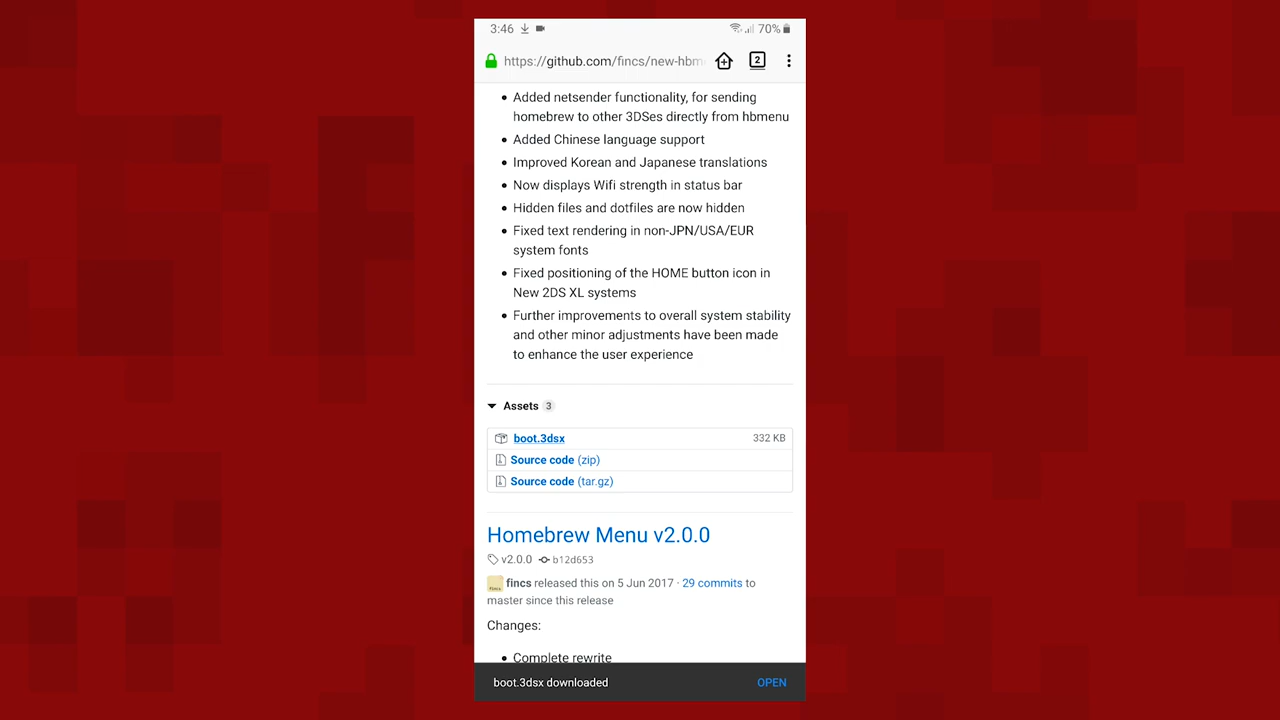 3:46 70%
https://github.com/fincs/new-hbm 2
• Added netsender functionality, for sending
homebrew to other 3DSes directly from hbmenu
• Added Chinese language support
• Improved Korean and Japanese translations
• Now displays Wifi strength in status bar
• Hidden files and dotfiles are now hidden
• Fixed text rendering in non-JPN/USA/EUR
system fonts
• Fixed positioning of the HOME button icon in
New 2DS XL systems
• Further improvements to overall system stability
and other minor adjustments have been made
to enhance the user experience
Assets 3
boot.3dsx 332 KB
Source code (zip)
Source code (tar.gz)
Homebrew Menu v2.0.0
v2.0.0 b12d653
fincs released this on 5 Jun 2017 · 29 commits to
master since this release
Changes:
• Complete rewrite
boot.3dsx downloaded OPEN